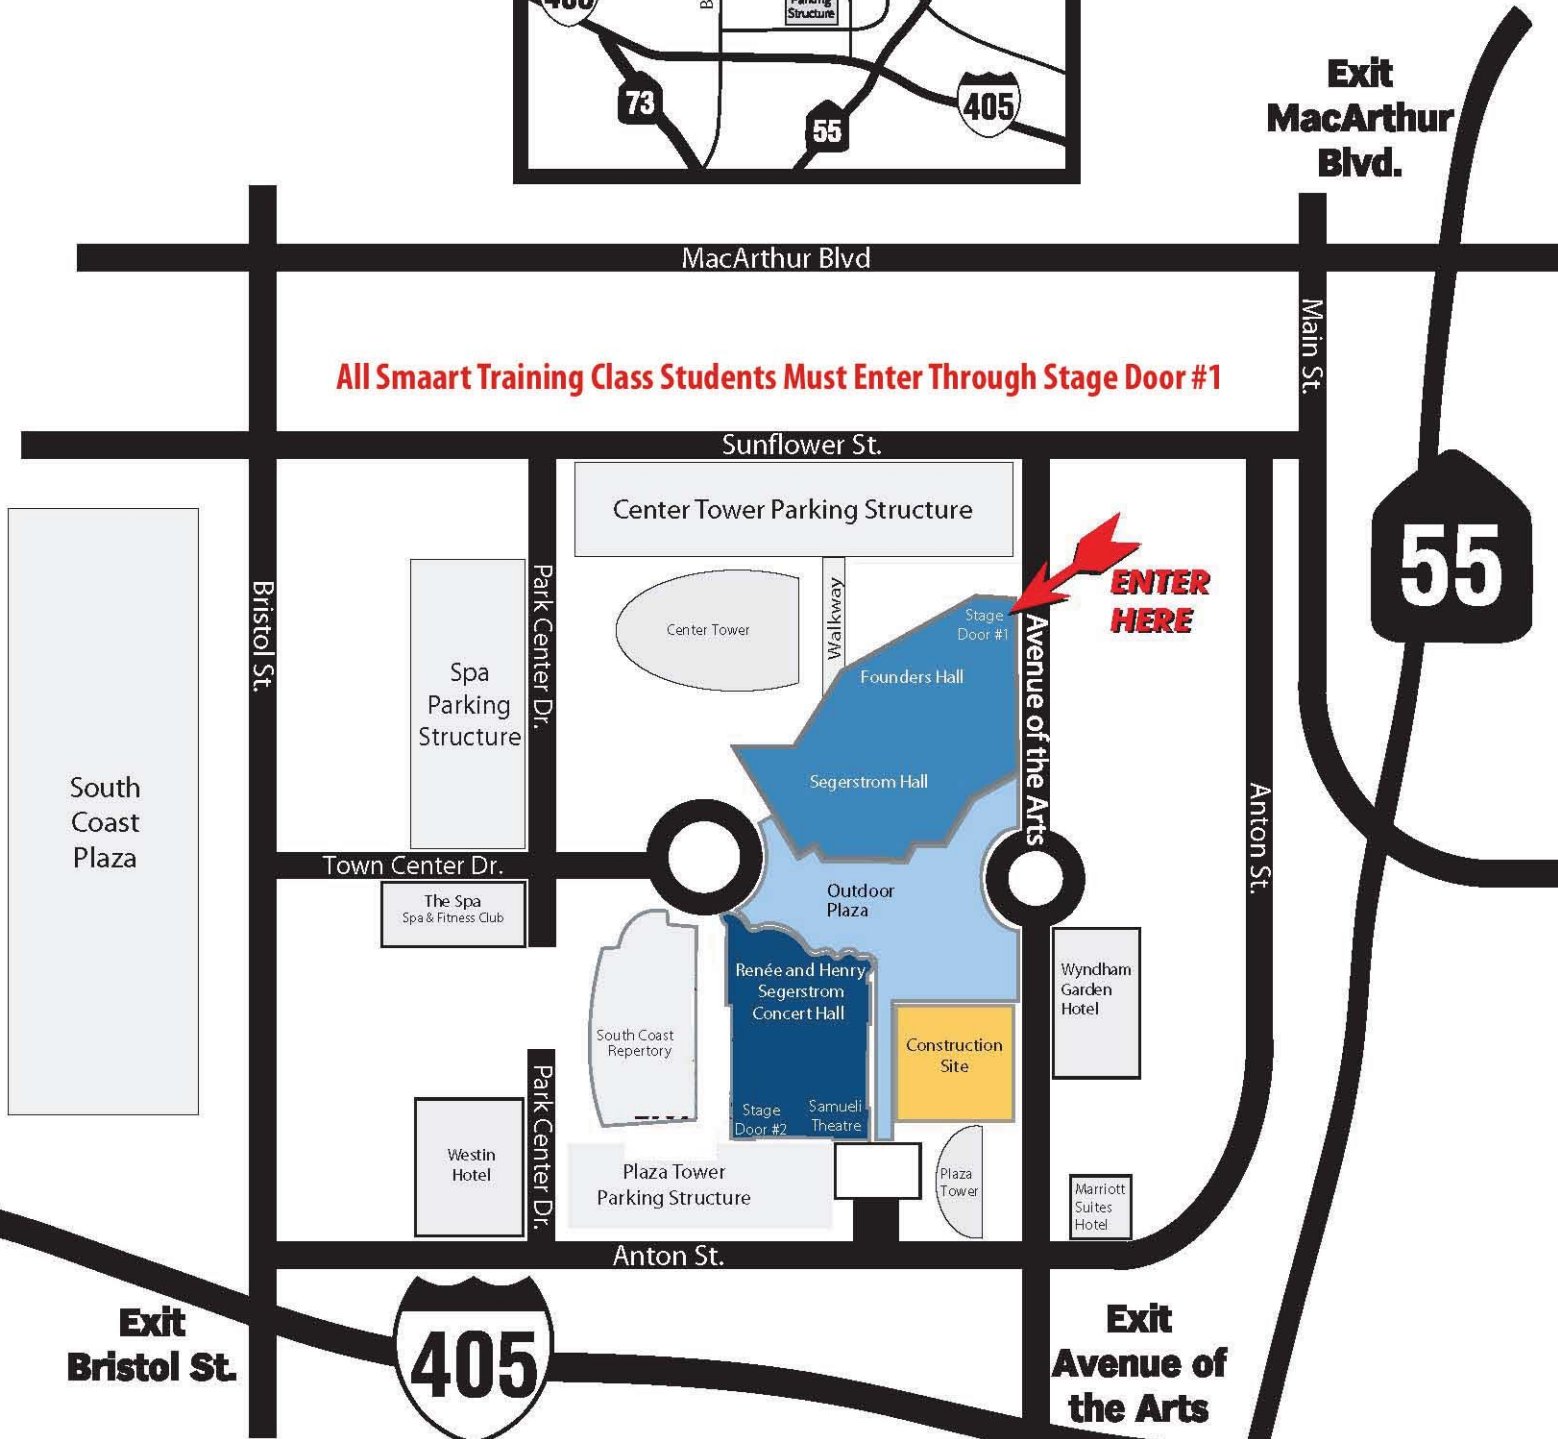 Structure
73
55
405
Exit
MacArthur
Blvd.
MacArthur Blvd
Main St.
All Smaart Training Class Students Must Enter Through Stage Door #1
Sunflower St.
Center Tower Parking Structure
55
ENTER
HERE
Bristol St.
Park Center Dr.
Center Tower
Walkway
Stage
Door #1
Avenue of the Arts
Spa
Parking
Structure
Founders Hall
South
Coast
Plaza
Segerstrom Hall
Anton St.
Town Center Dr.
The Spa
Spa & Fitness Club
Outdoor
Plaza
Renée and Henry
Segerstrom
Concert Hall
Wyndham
Garden
Hotel
South Coast
Repertory
Construction
Site
Park Center Dr.
Stage
Door #2
Samueli
Theatre
Westin
Hotel
Plaza Tower
Parking Structure
Plaza
Tower
Marriott
Suites
Hotel
Anton St.
Exit
Bristol St.
405
Exit
Avenue of
the Arts